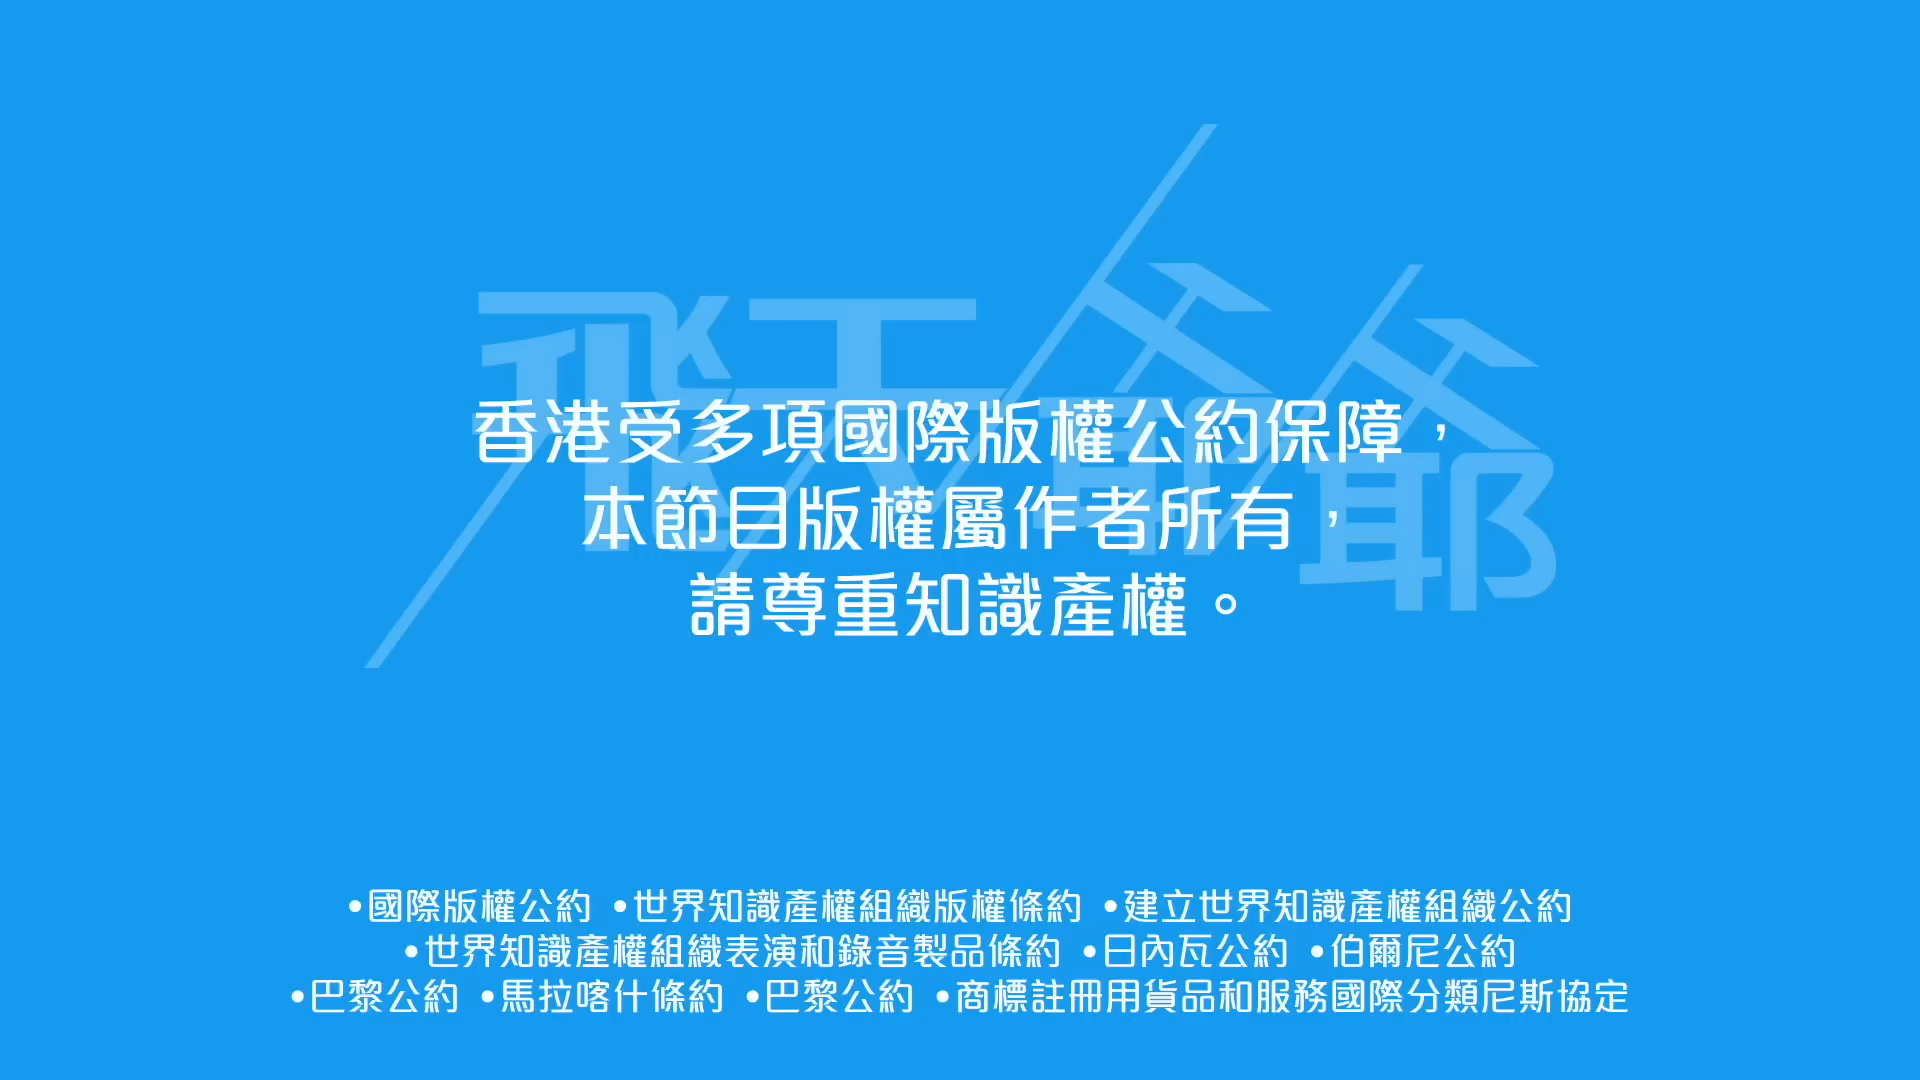 飛天爺爺
香港受多項國際版權公約保障，
本節目版權屬作者所有，
請尊重知識產權。
•國際版權公約 •世界知識產權組織版權條約 •建立世界知識產權組織公約
•世界知識產權組織表演和錄音製品條約 •日內瓦公約 •伯爾尼公約
•巴黎公約 •馬拉喀什條約 •巴黎公約 •商標註冊用貨品和服務國際分類尼斯協定